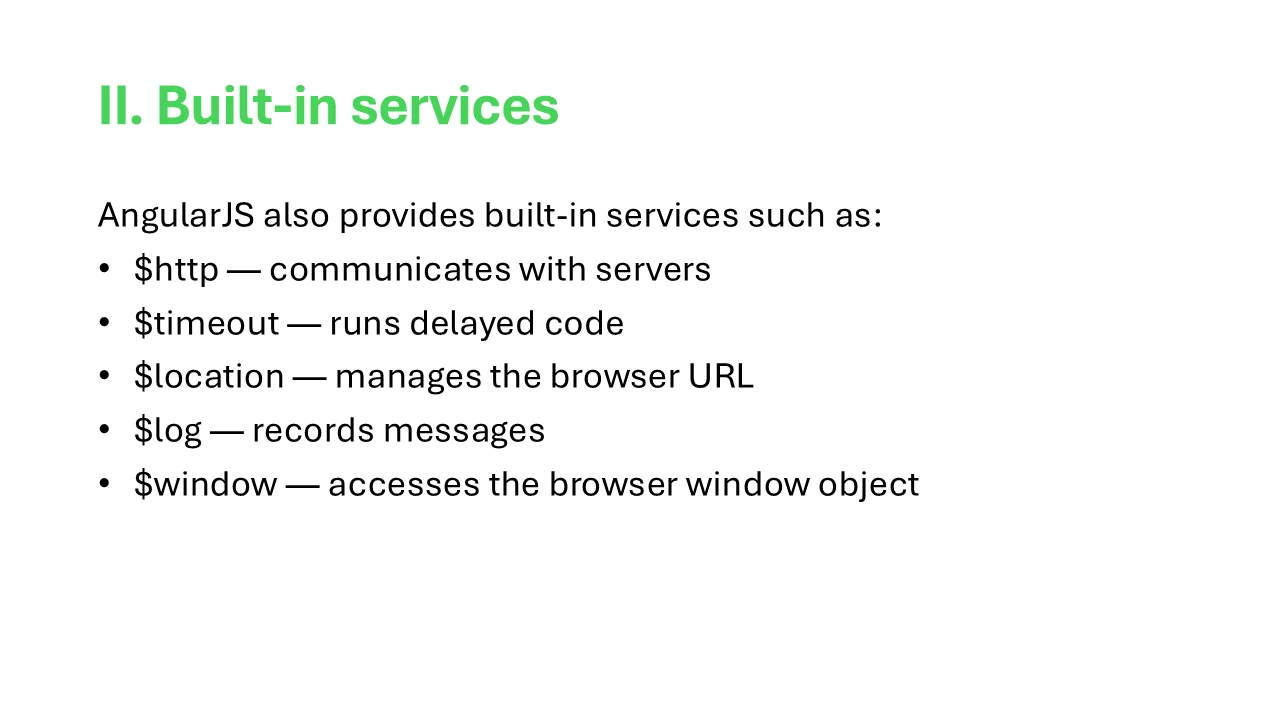 II. Built-in services
AngularJS also provides built-in services such as:
• $http — communicates with servers
• $timeout — runs delayed code
• $location — manages the browser URL
• $log — records messages
• $window — accesses the browser window object